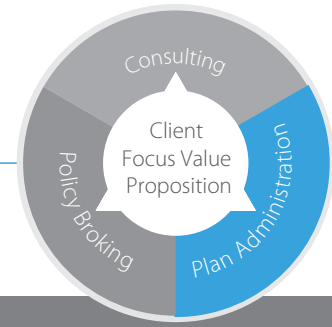 Consulting
Client
Focus Value
Proposition
Policy Broking
Plan Administration